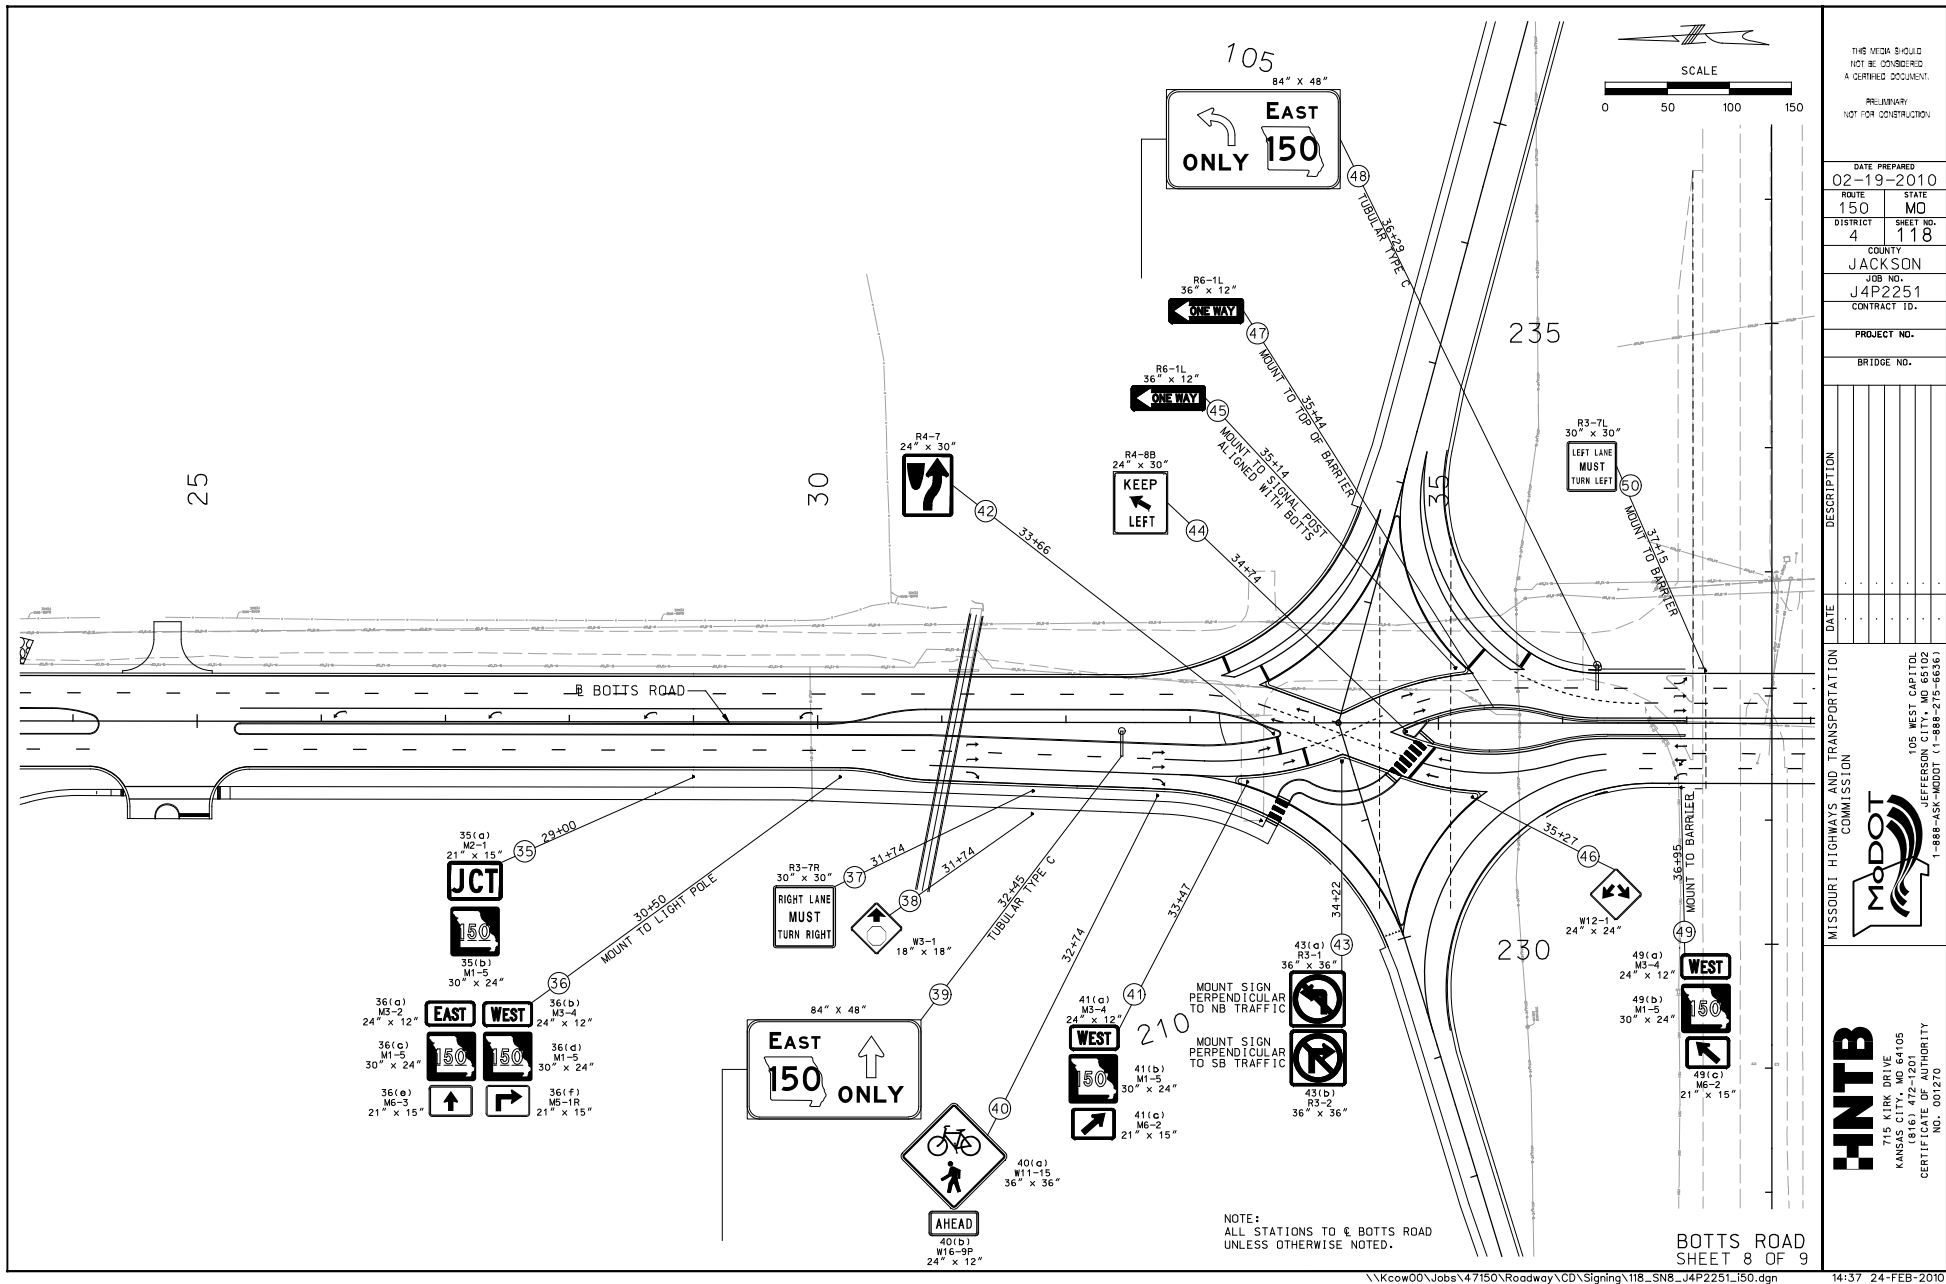 105
84" X 48"
EAST
150
ONLY
48
36+29
TUBULAR TYPE C
SCALE
0 50 100 150
R6-1L
36" x 12"
ONE WAY
47
35+44
MOUNT TO TOP OF BARRIER
235
R6-1L
36" x 12"
ONE WAY
45
35+14
MOUNT TO SIGNAL POST
ALIGNED WITH BOTTS
R3-7L
30" x 30"
LEFT LANE
MUST
TURN LEFT
50
37+15
MOUNT TO BARRIER
R4-7
24" x 30"
42
33+66
R4-8B
24" x 30"
KEEP
LEFT
44
34+74
25
30
35
BOTTS ROAD
35(a)
M2-1
21" x 15"
JCT
35
29+00
150
35(b)
M1-5
30" x 24"
30+50
MOUNT TO LIGHT POLE
36
36(a)
M3-2
24" x 12"
EAST
WEST
36(b)
M3-4
24" x 12"
36(c)
M1-5
30" x 24"
150
150
36(d)
M1-5
30" x 24"
36(e)
M6-3
21" x 15"
36(f)
M5-1R
21" x 15"
R3-7R
30" x 30"
RIGHT LANE
MUST
TURN RIGHT
37
31+74
38
31+74
W3-1
18" x 18"
39
32+45
TUBULAR TYPE C
84" X 48"
EAST
150
ONLY
40
32+74
40(a)
W11-15
36" x 36"
AHEAD
40(b)
W16-9P
24" x 12"
41
33+47
41(a)
M3-4
24" x 12"
WEST
150
41(b)
M1-5
30" x 24"
41(c)
M6-2
21" x 15"
210
34+22
43
43(a)
R3-1
36" x 36"
MOUNT SIGN
PERPENDICULAR
TO NB TRAFFIC
MOUNT SIGN
PERPENDICULAR
TO SB TRAFFIC
43(b)
R3-2
36" x 36"
35+27
46
W12-1
24" x 24"
230
36+95
MOUNT TO BARRIER
49
49(a)
M3-4
24" x 12"
WEST
49(b)
M1-5
30" x 24"
150
49(c)
M6-2
21" x 15"
NOTE:
ALL STATIONS TO ℄ BOTTS ROAD
UNLESS OTHERWISE NOTED.
BOTTS ROAD
SHEET 8 OF 9
THIS MEDIA SHOULD
NOT BE CONSIDERED
A CERTIFIED DOCUMENT.
PRELIMINARY
NOT FOR CONSTRUCTION
DATE PREPARED
02-19-2010
ROUTE STATE
150 MO
DISTRICT SHEET NO.
4 118
COUNTY
JACKSON
JOB NO.
J4P2251
CONTRACT ID.
PROJECT NO.
BRIDGE NO.
DESCRIPTION
DATE
MISSOURI HIGHWAYS AND TRANSPORTATION
COMMISSION
MoDOT
105 WEST CAPITOL
JEFFERSON CITY, MO 65102
1-888-ASK-MODOT (1-888-275-6636)
HNTB
715 KIRK DRIVE
KANSAS CITY, MO 64105
(816) 472-1201
CERTIFICATE OF AUTHORITY
NO. 001270
\\Kcow00\Jobs\47150\Roadway\CD\Signing\118_SN8_J4P2251_i50.dgn
14:37 24-FEB-2010